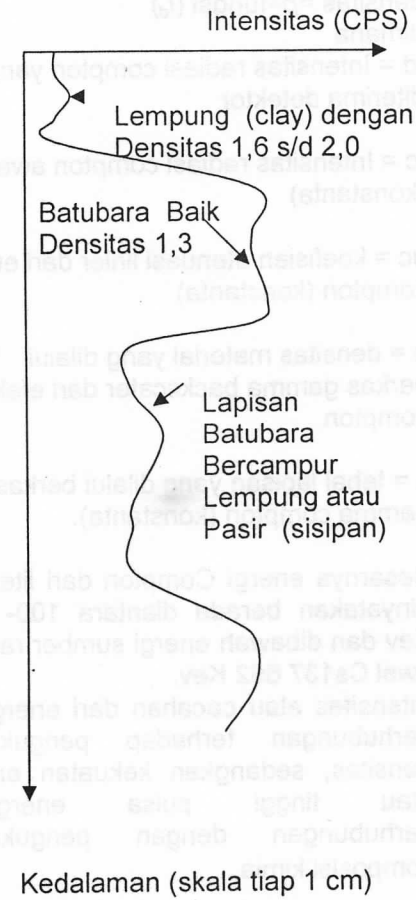 Intensitas (CPS)
Lempung (clay) dengan
Densitas 1,6 s/d 2,0
Batubara Baik
Densitas 1,3
Lapisan
Batubara
Bercampur
Lempung atau
Pasir (sisipan)
Kedalaman (skala tiap 1 cm)